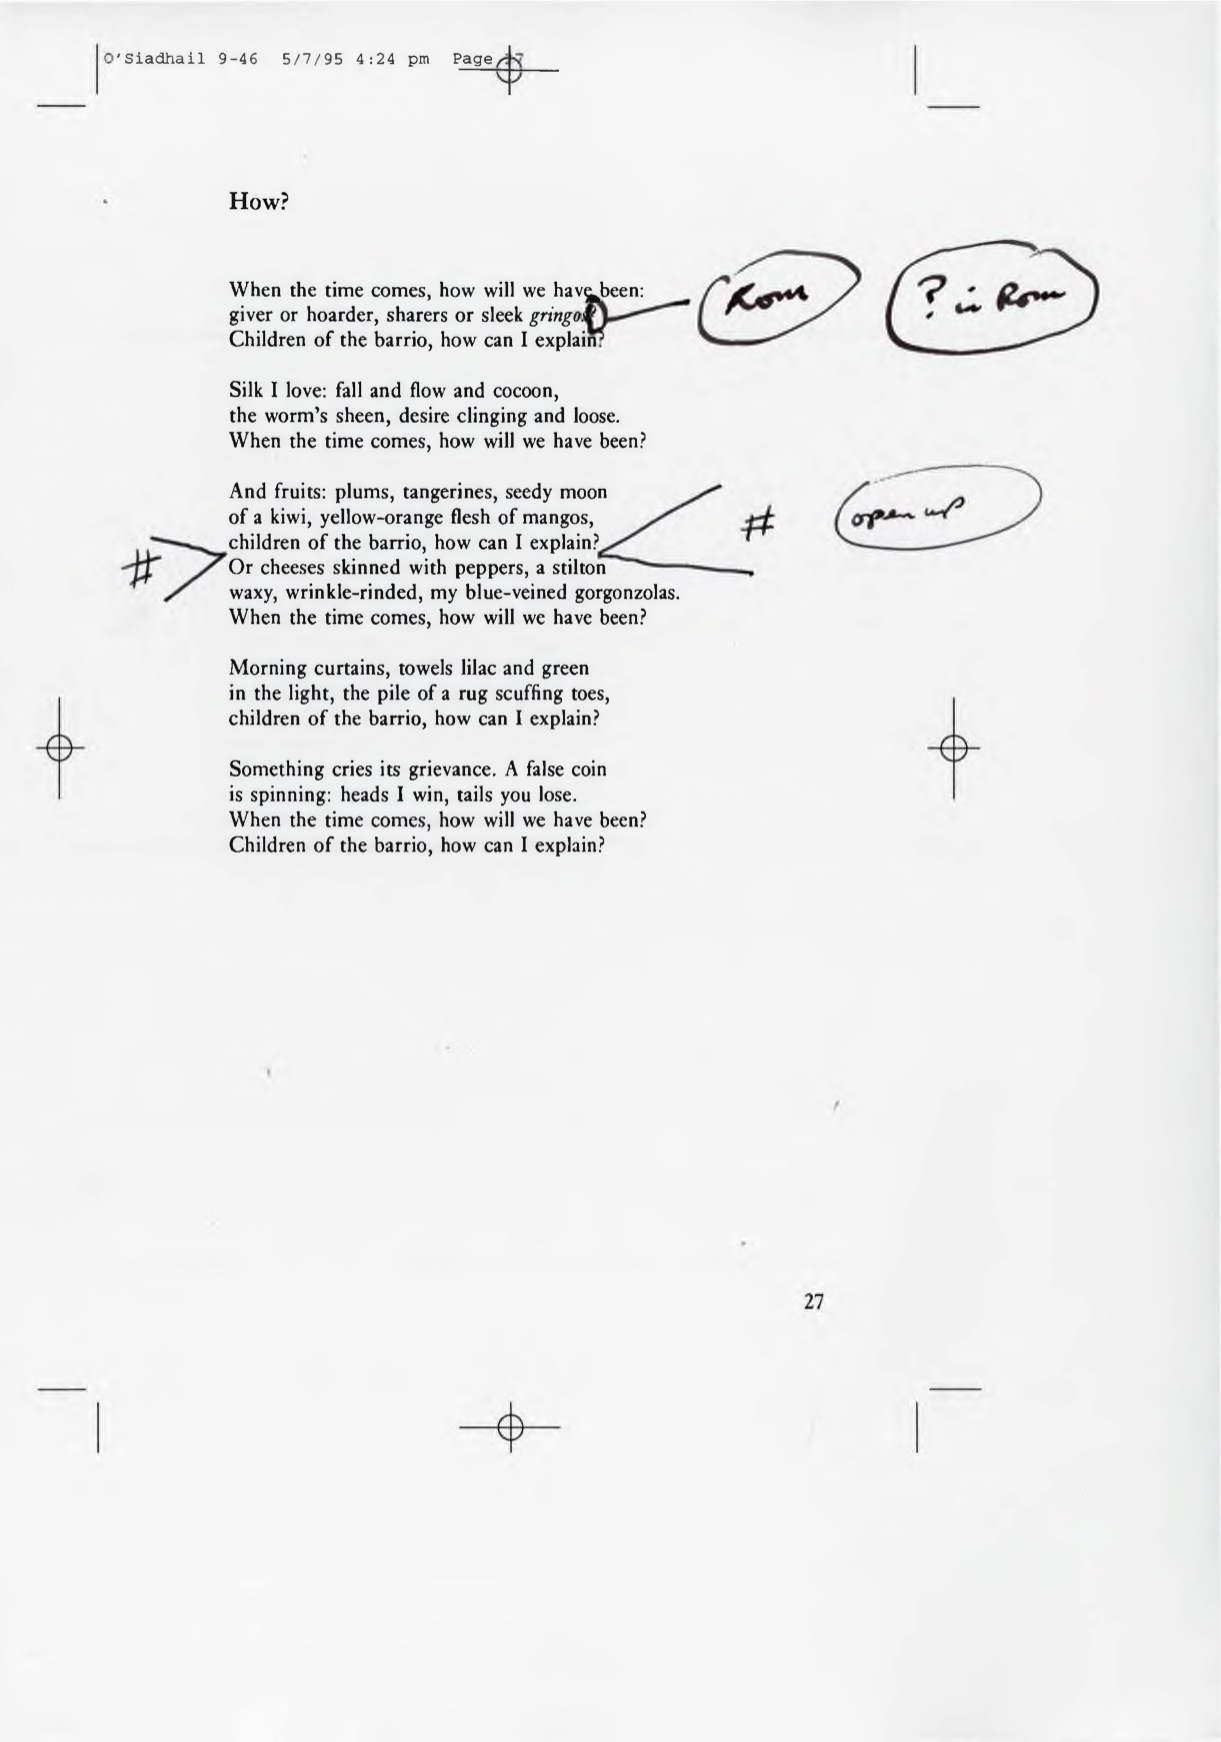 O'Siadhail 9-46 5/7/95 4:24 pm Page 27
How?
When the time comes, how will we have been:
giver or hoarder, sharers or sleek gringos?
Rom
? in Rom
Children of the barrio, how can I explain?
Silk I love: fall and flow and cocoon,
the worm's sheen, desire clinging and loose.
When the time comes, how will we have been?
And fruits: plums, tangerines, seedy moon
of a kiwi, yellow-orange flesh of mangos,
# open up
children of the barrio, how can I explain?
#
Or cheeses skinned with peppers, a stilton
waxy, wrinkle-rinded, my blue-veined gorgonzolas.
When the time comes, how will we have been?
Morning curtains, towels lilac and green
in the light, the pile of a rug scuffing toes,
children of the barrio, how can I explain?
Something cries its grievance. A false coin
is spinning: heads I win, tails you lose.
When the time comes, how will we have been?
Children of the barrio, how can I explain?
27